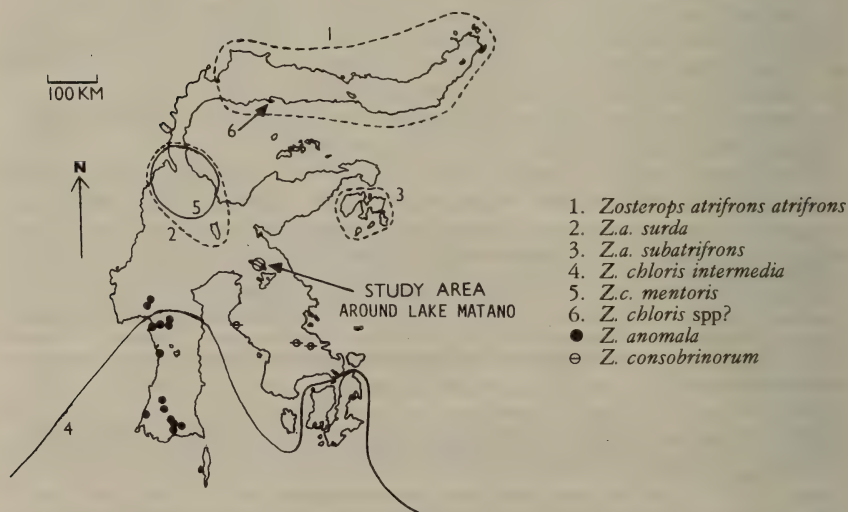 1
100 KM
6
N
5
2
3
STUDY AREA
AROUND LAKE MATANO
4
1. Zosterops atrifrons atrifrons
2. Z.a. surda
3. Z.a. subatrifrons
4. Z. chloris intermedia
5. Z.c. mentoris
6. Z. chloris spp?
● Z. anomala
⊖ Z. consobrinorum